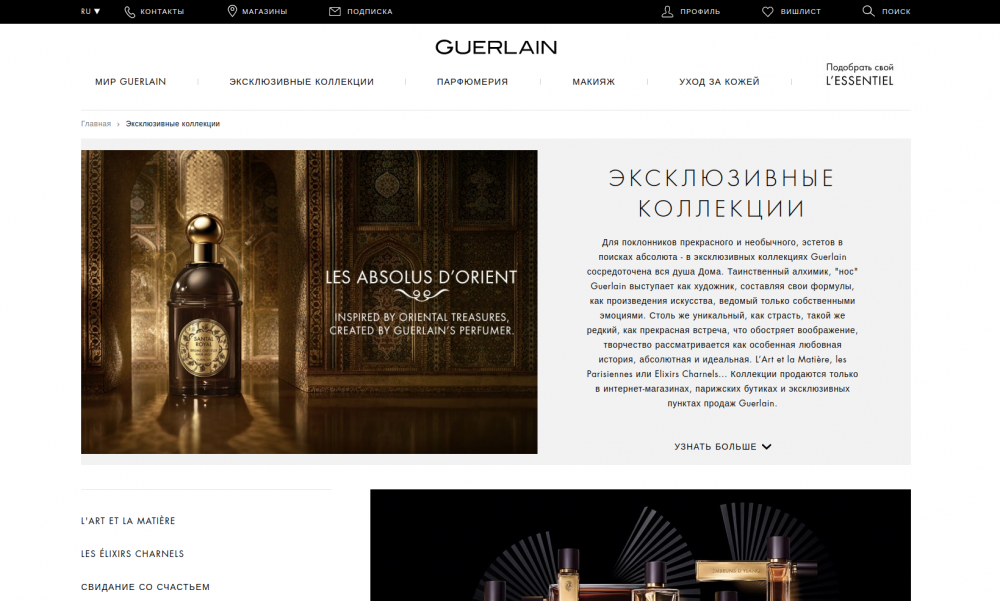 RU ▼ КОНТАКТЫ МАГАЗИНЫ ПОДПИСКА ПРОФИЛЬ ВИШЛИСТ ПОИСК
GUERLAIN
МИР GUERLAIN ЭКСКЛЮЗИВНЫЕ КОЛЛЕКЦИИ ПАРФЮМЕРИЯ МАКИЯЖ УХОД ЗА КОЖЕЙ
Подобрать свой
L'ESSENTIEL
Главная › Эксклюзивные коллекции
LES ABSOLUS D'ORIENT
INSPIRED BY ORIENTAL TREASURES,
CREATED BY GUERLAIN'S PERFUMER.
SANTAL
ROYAL
ЭКСКЛЮЗИВНЫЕ
КОЛЛЕКЦИИ
Для поклонников прекрасного и необычного, эстетов в
поисках абсолюта - в эксклюзивных коллекциях Guerlain
сосредоточена вся душа Дома. Таинственный алхимик, "нос"
Guerlain выступает как художник, составляя свои формулы,
как произведения искусства, ведомый только собственными
эмоциями. Столь же уникальный, как страсть, такой же
редкий, как прекрасная встреча, что обостряет воображение,
творчество рассматривается как особенная любовная
история, абсолютная и идеальная. L'Art et la Matière, les
Parisiennes или Elixirs Charnels... Коллекции продаются только
в интернет-магазинах, парижских бутиках и эксклюзивных
пунктах продаж Guerlain.
УЗНАТЬ БОЛЬШЕ
L'ART ET LA MATIÈRE
LES ÉLIXIRS CHARNELS
СВИДАНИЕ СО СЧАСТЬЕМ